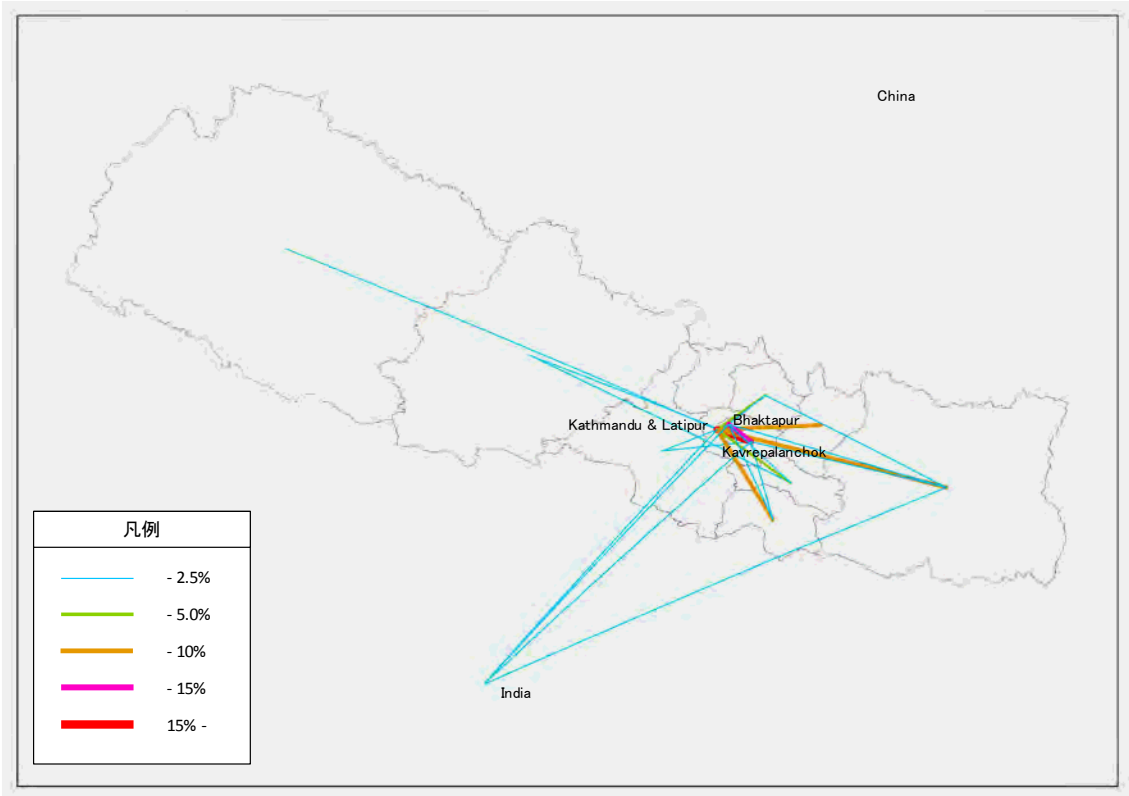 China
Kathmandu & Latipur
Bhaktapur
Kavrepalanchok
凡例
- 2.5%
- 5.0%
- 10%
- 15%
15% -
India